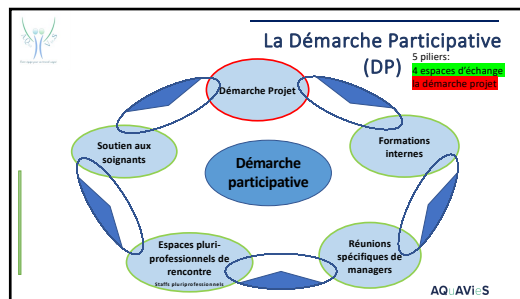 AQ A V S
La Démarche Participative
(DP)
5 piliers:
4 espaces d'échange
la démarche projet
Démarche Projet
Soutien aux
soignants
Formations
internes
Démarche
participative
Espaces pluri-
professionnels de
rencontre
Staffs pluriprofessionnels
Réunions
spécifiques de
managers
AQuAVieS